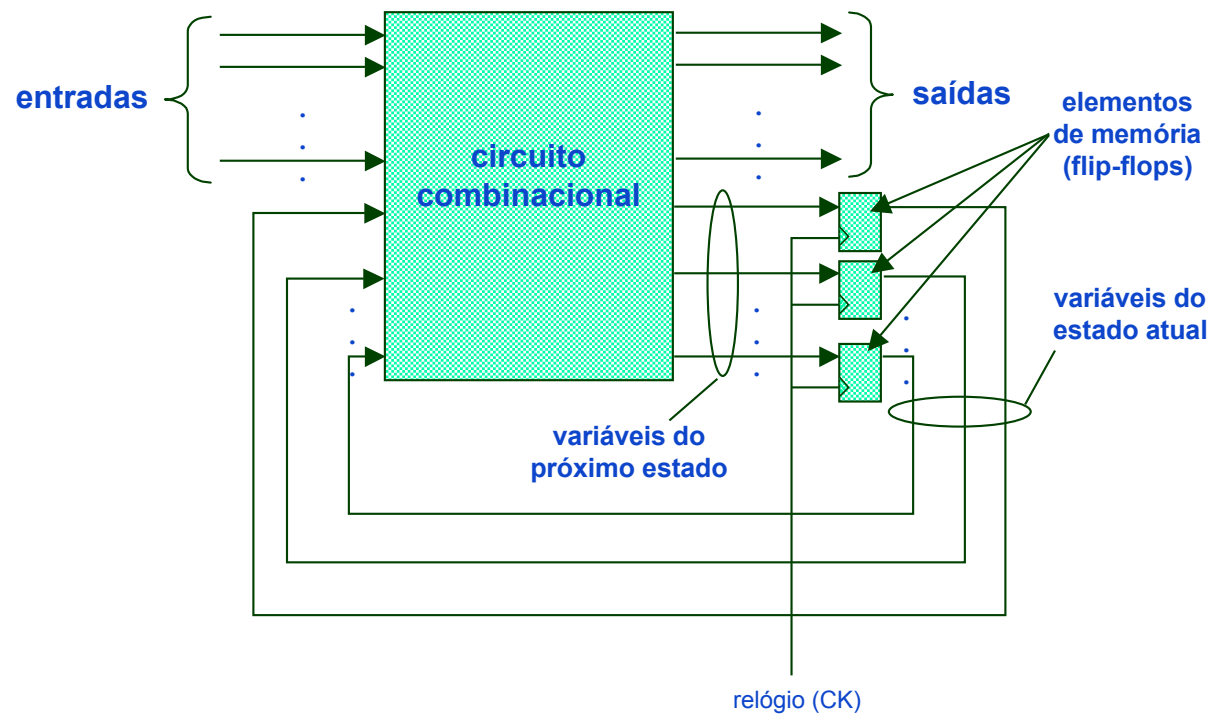 entradas
circuito
combinacional
saídas
elementos
de memória
(flip-flops)
variáveis do
estado atual
variáveis do
próximo estado
relógio (CK)